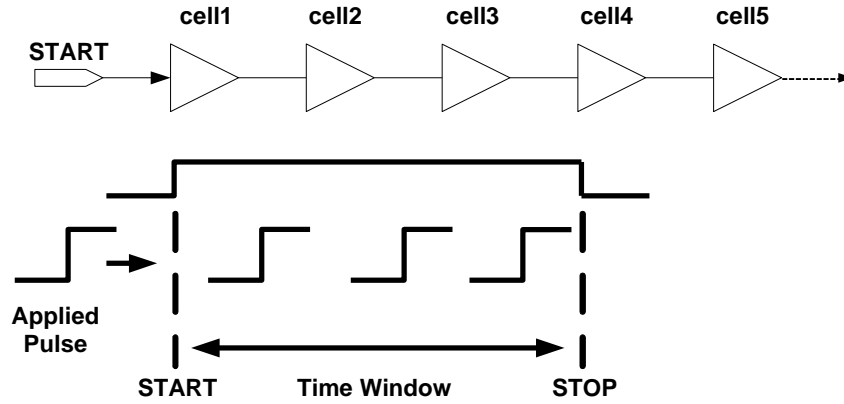 cell1 cell2 cell3 cell4 cell5
START
Applied
Pulse
START Time Window STOP